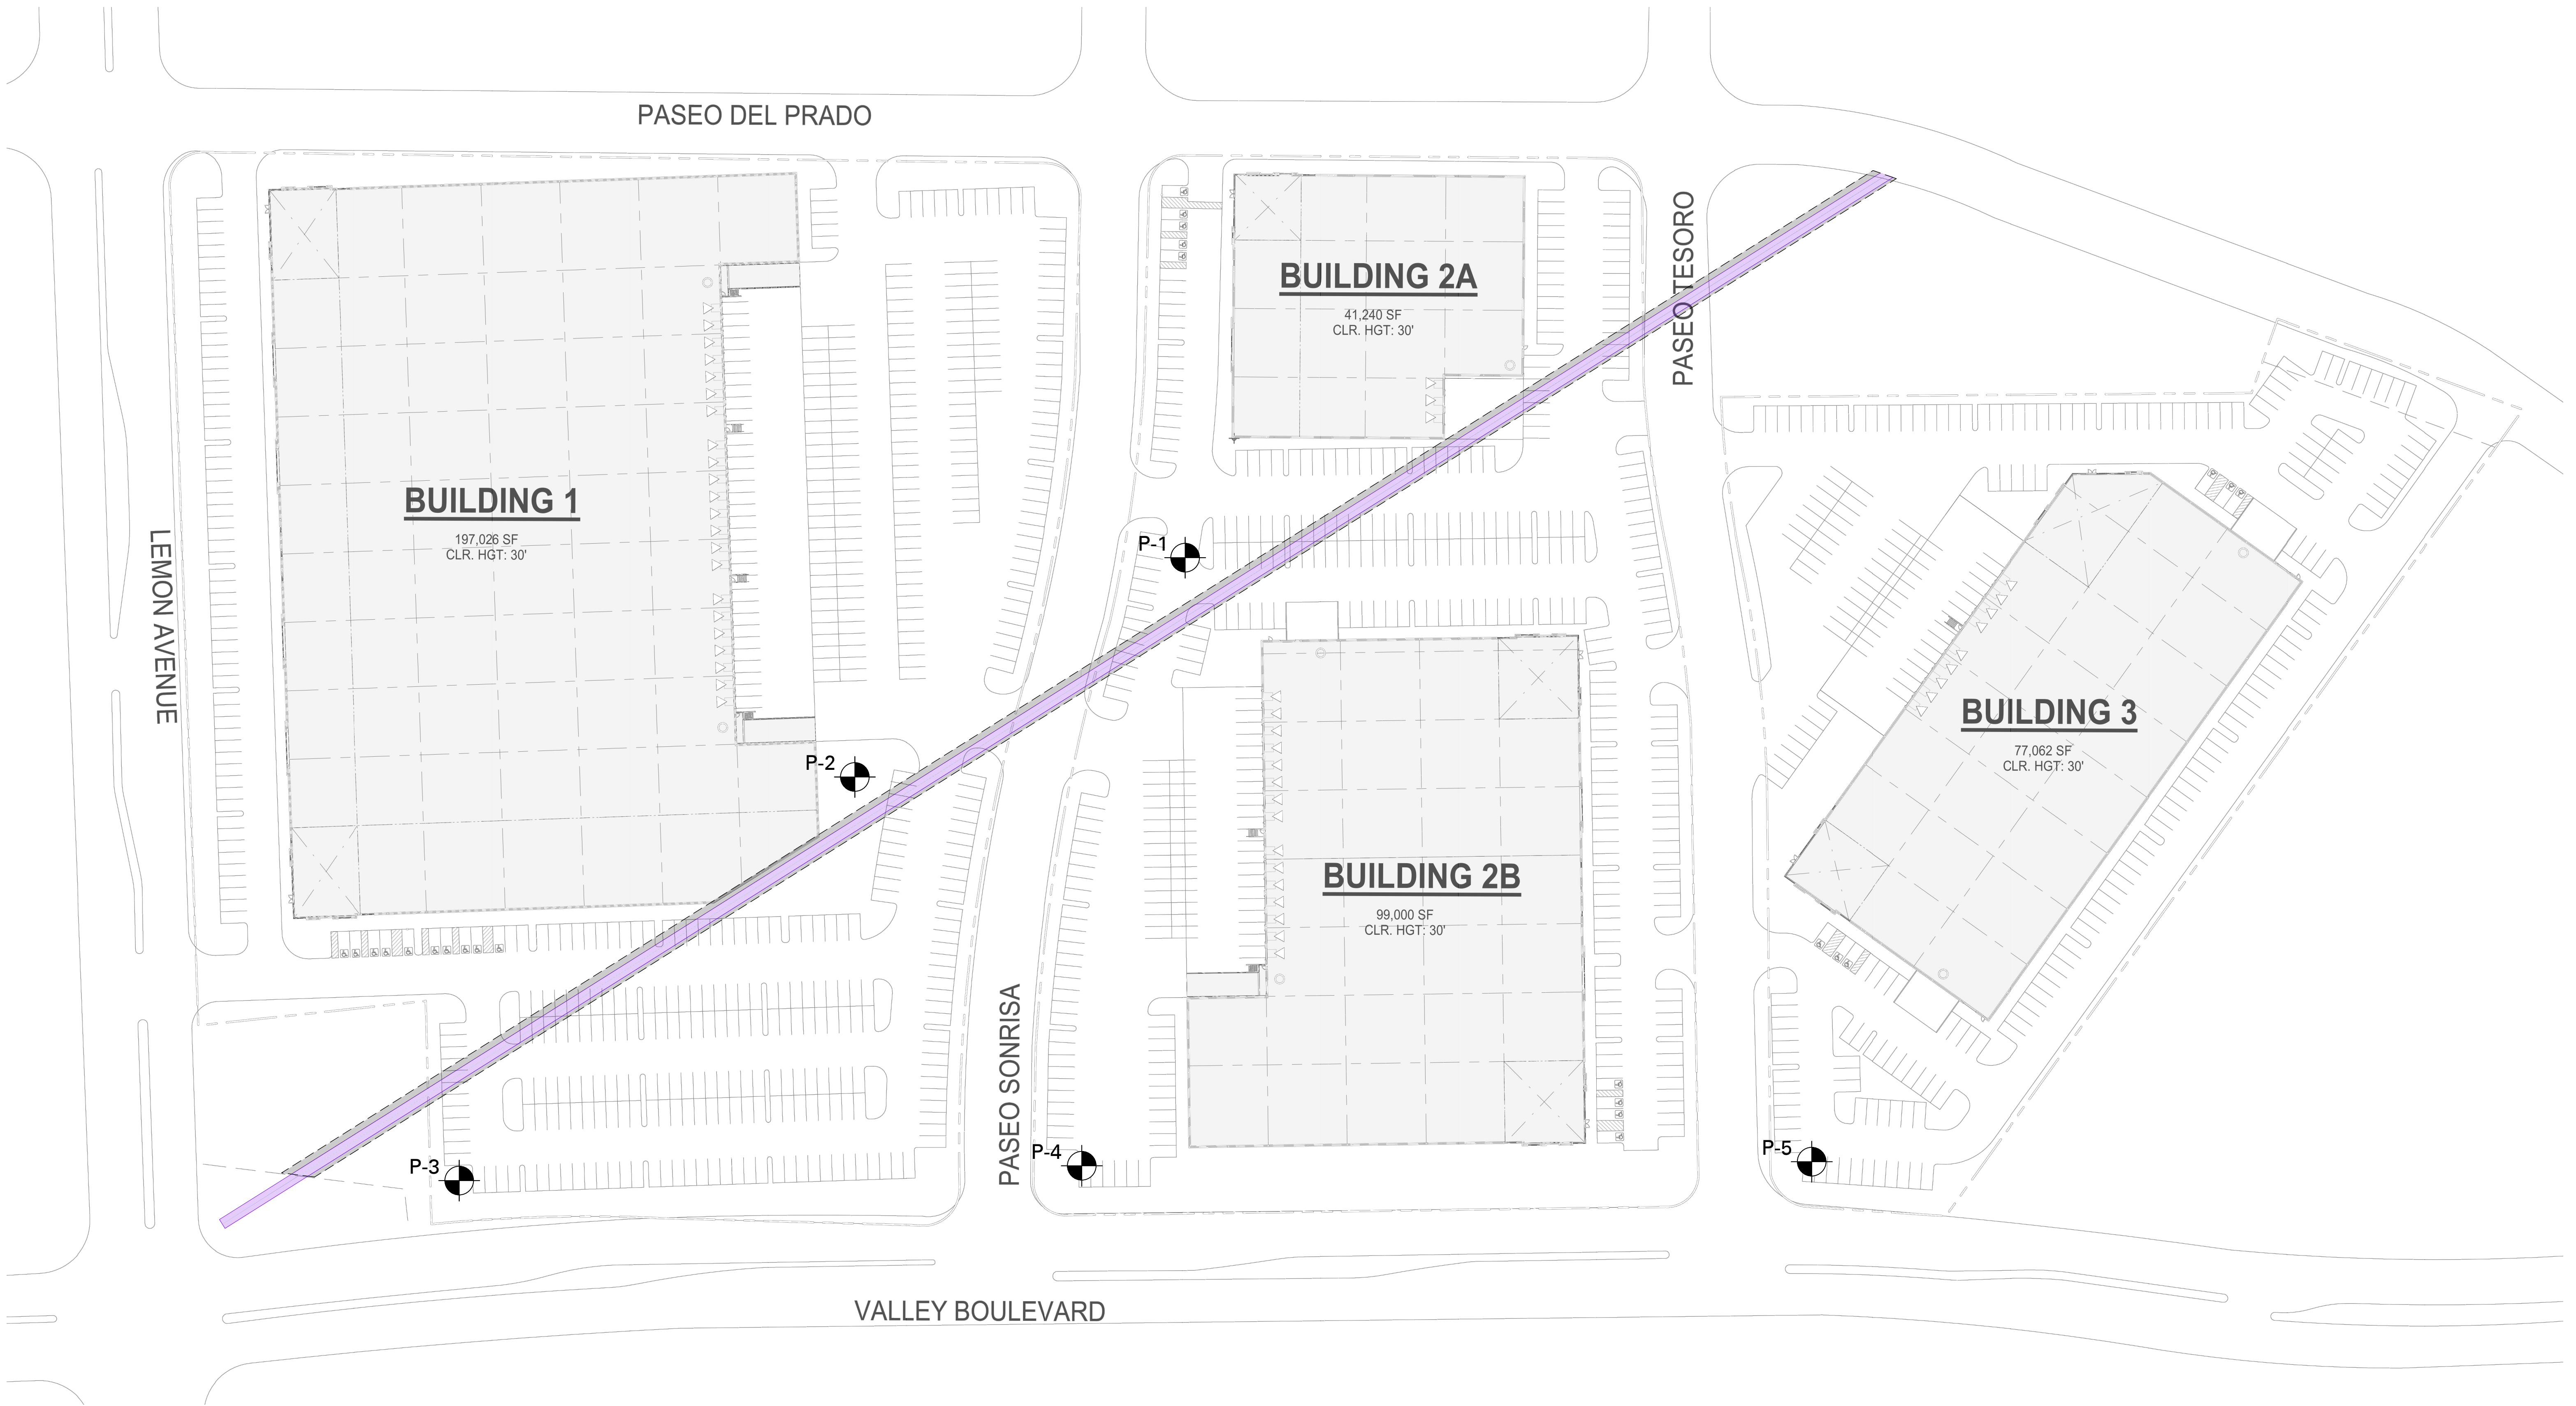 PASEO DEL PRADO
PASEO TESORO
BUILDING 2A
41,240 SF
CLR. HGT: 30'
BUILDING 1
197,026 SF
CLR. HGT: 30'
LEMON AVENUE
P-1
BUILDING 3
77,062 SF
CLR. HGT: 30'
P-2
BUILDING 2B
99,000 SF
CLR. HGT: 30'
PASEO SONRISA
P-3
P-4
P-5
VALLEY BOULEVARD